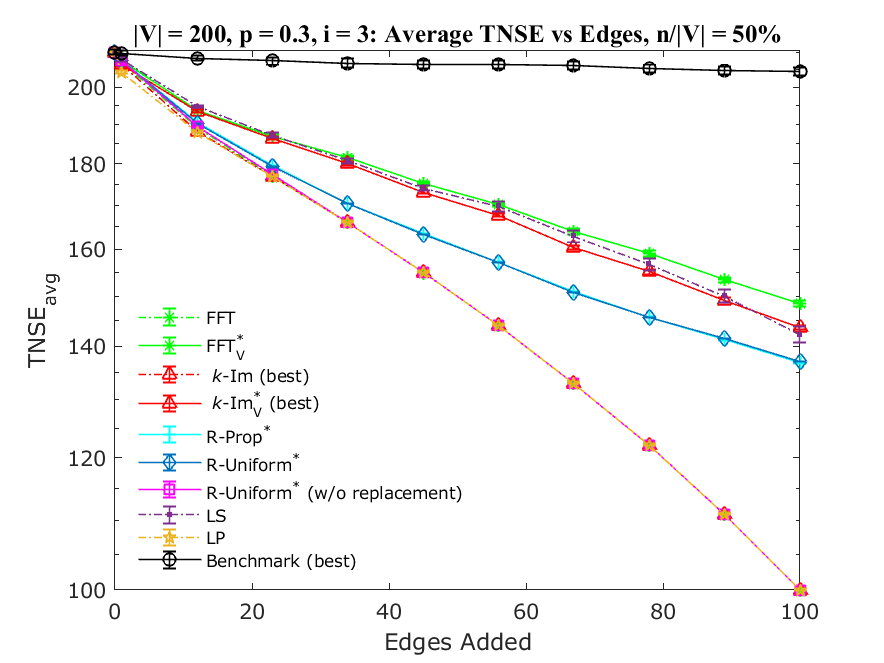 |V| = 200, p = 0.3, i = 3: Average TNSE vs Edges, n/|V| = 50%
200
180
160
140
120
100
TNSE_avg
FFT
FFT*_V
k-Im (best)
k-Im*_V (best)
R-Prop*
R-Uniform*
R-Uniform* (w/o replacement)
LS
LP
Benchmark (best)
0 20 40 60 80 100
Edges Added